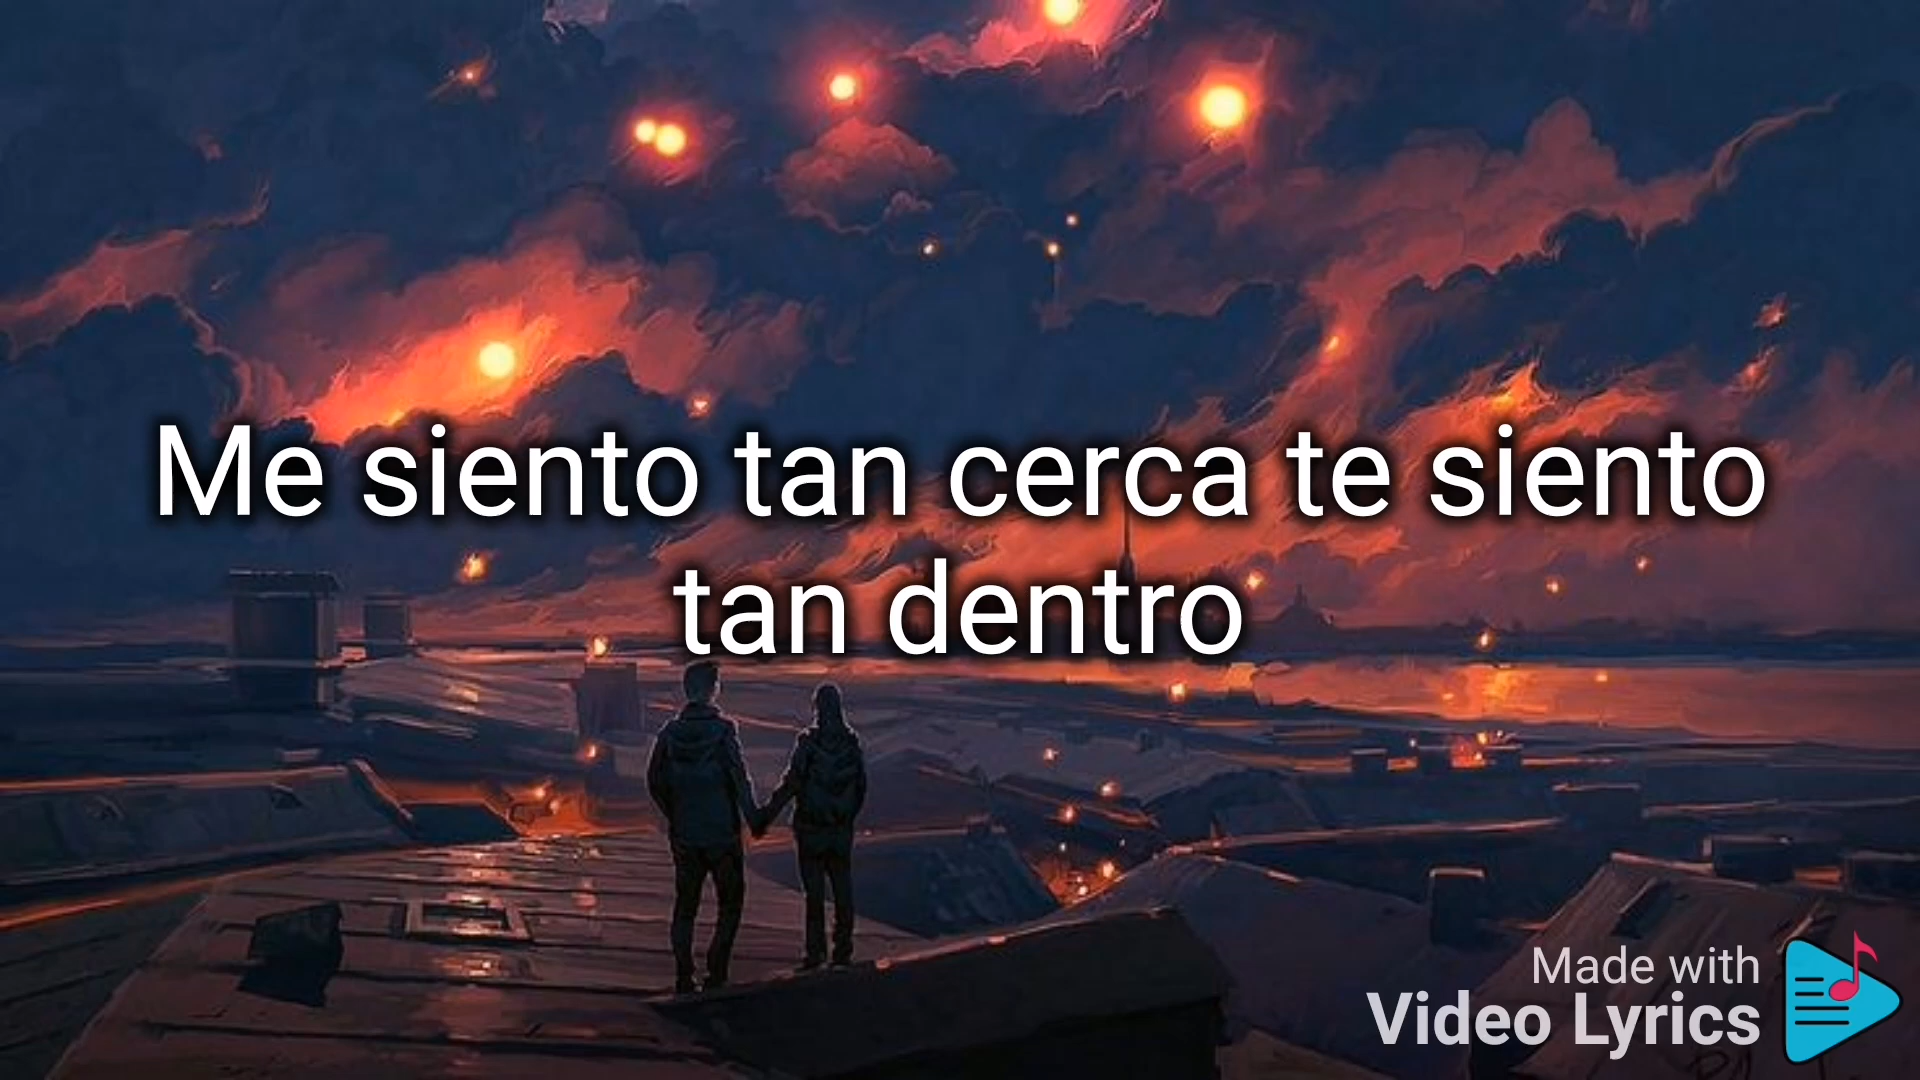 Me siento tan cerca te siento
tan dentro
Made with
Video Lyrics